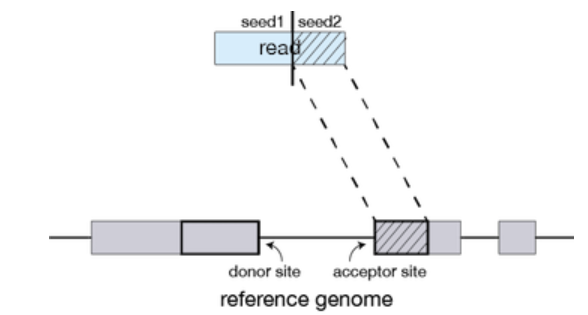 seed1 seed2
read
donor site acceptor site
reference genome